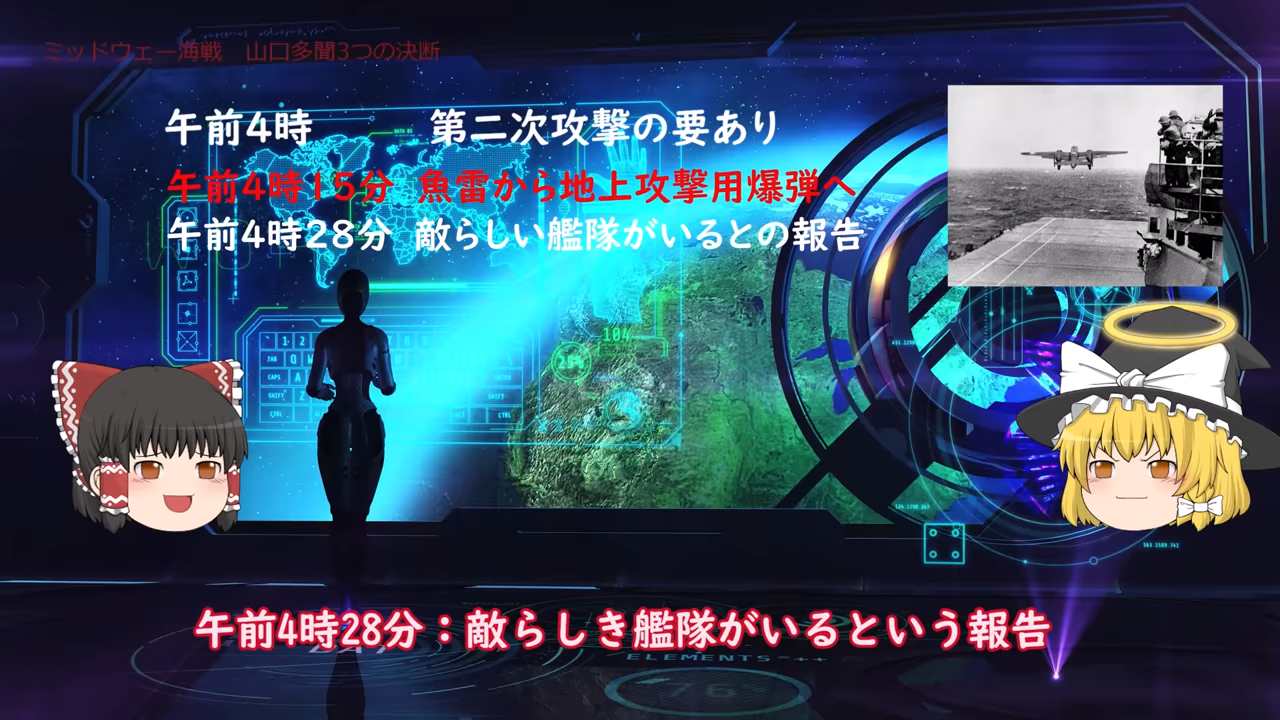 ミッドウェー海戦　山口多聞3つの決断
午前4時　第二次攻撃の要あり
午前4時15分　魚雷から地上攻撃用爆弾へ
午前4時28分　敵らしい艦隊がいるとの報告
104
午前4時28分：敵らしき艦隊がいるという報告
ELEMENTS
76